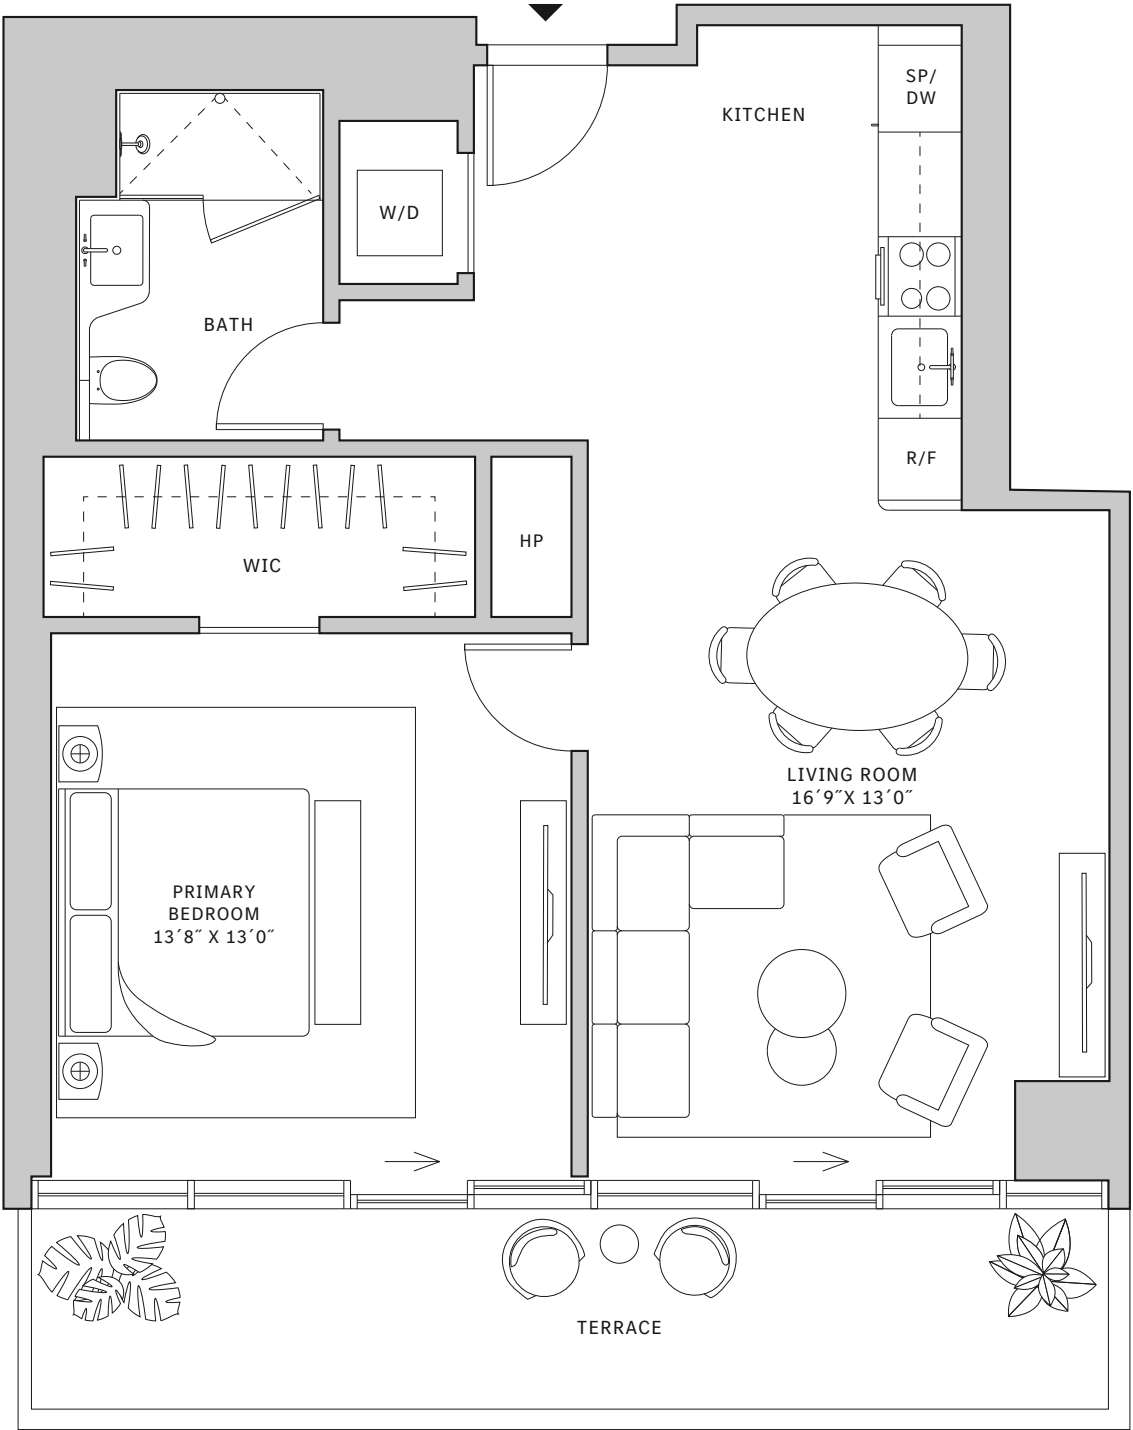 KITCHEN
SP/
DW
W/D
BATH
R/F
WIC
HP
LIVING ROOM
16´9˝X 13´0˝
PRIMARY
BEDROOM
13´8˝ X 13´0˝
TERRACE